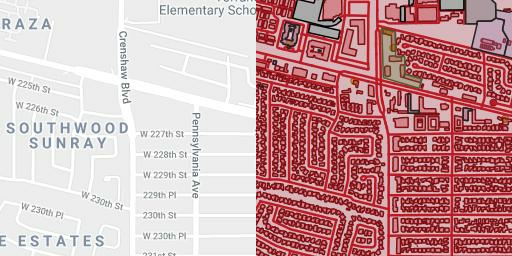 Elementary Scho
RAZA
Crenshaw Blvd
W 225th St
W 226th St
SOUTHWOOD
SUNRAY
W 227th St
Pennsylvania Ave
W 228th St
W 229th St
W 230th St
229th Pl
W 230th Pl
230th St
230th Pl
E ESTATES